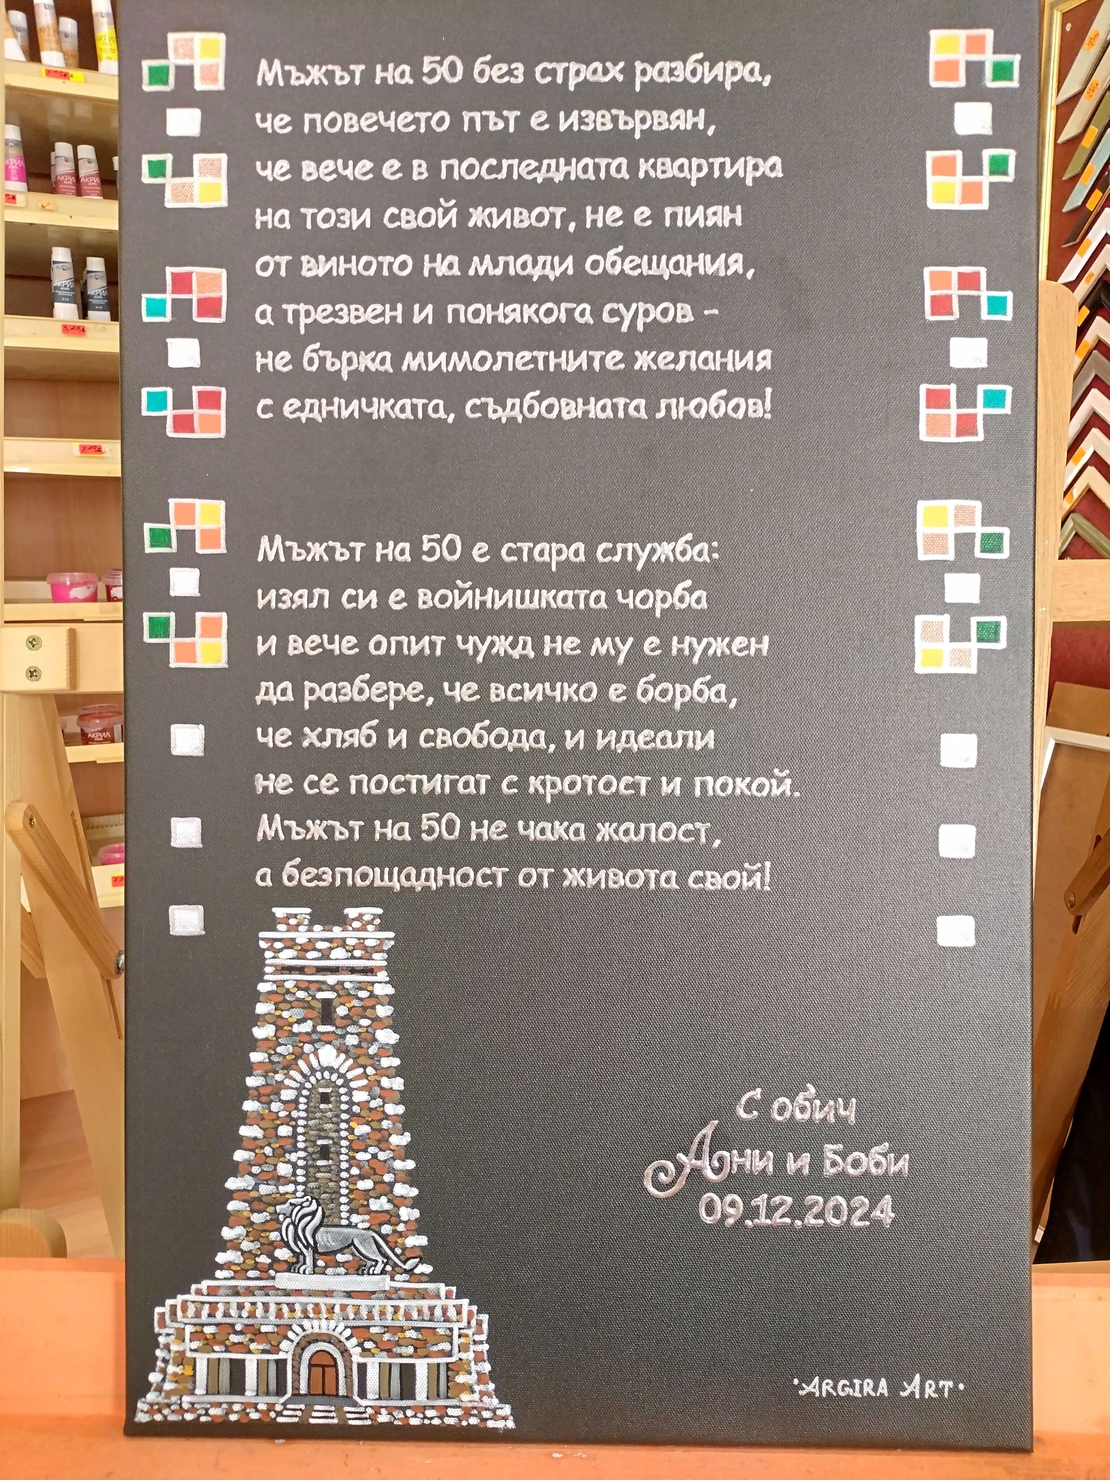 Мъжът на 50 без страх разбира,
че повечето път е извървян,
че вече е в последната квартира
на този свой живот, не е пиян
от виното на млади обещания,
а трезвен и понякога суров –
не бърка мимолетните желания
с едничката, съдбовната любов!
Мъжът на 50 е стара служба:
изял си е войнишката чорба
и вече опит чужд не му е нужен
да разбере, че всичко е борба,
че хляб и свобода, и идеали
не се постигат с кротост и покой.
Мъжът на 50 не чака жалост,
а безпощадност от живота свой!
С обич
Ани и Боби
09.12.2024
·ARGIRA ART·
АКРИЛ
АКРИЛ
АКРИЛ